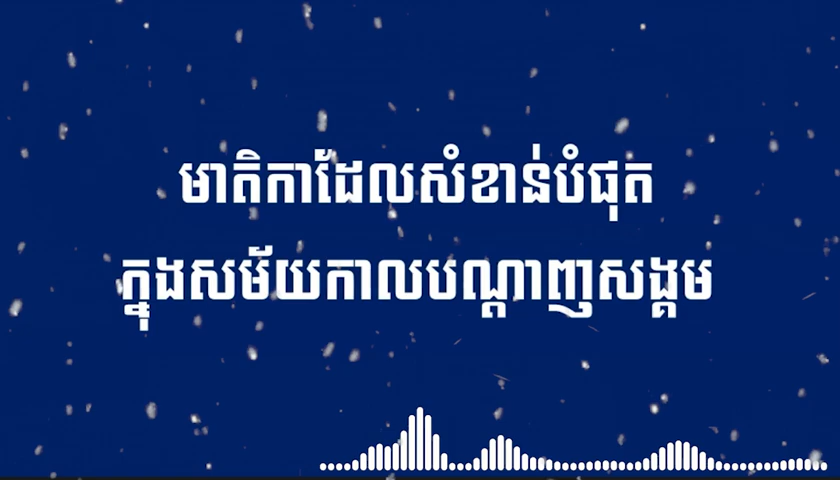 មាតិកាដែលសំខាន់បំផុត
ក្នុងសម័យកាលបណ្តាញសង្គម